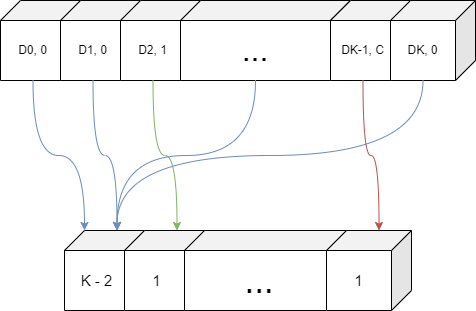 D0, 0 D1, 0 D2, 1 ... DK-1, C DK, 0
K - 2 1 ... 1